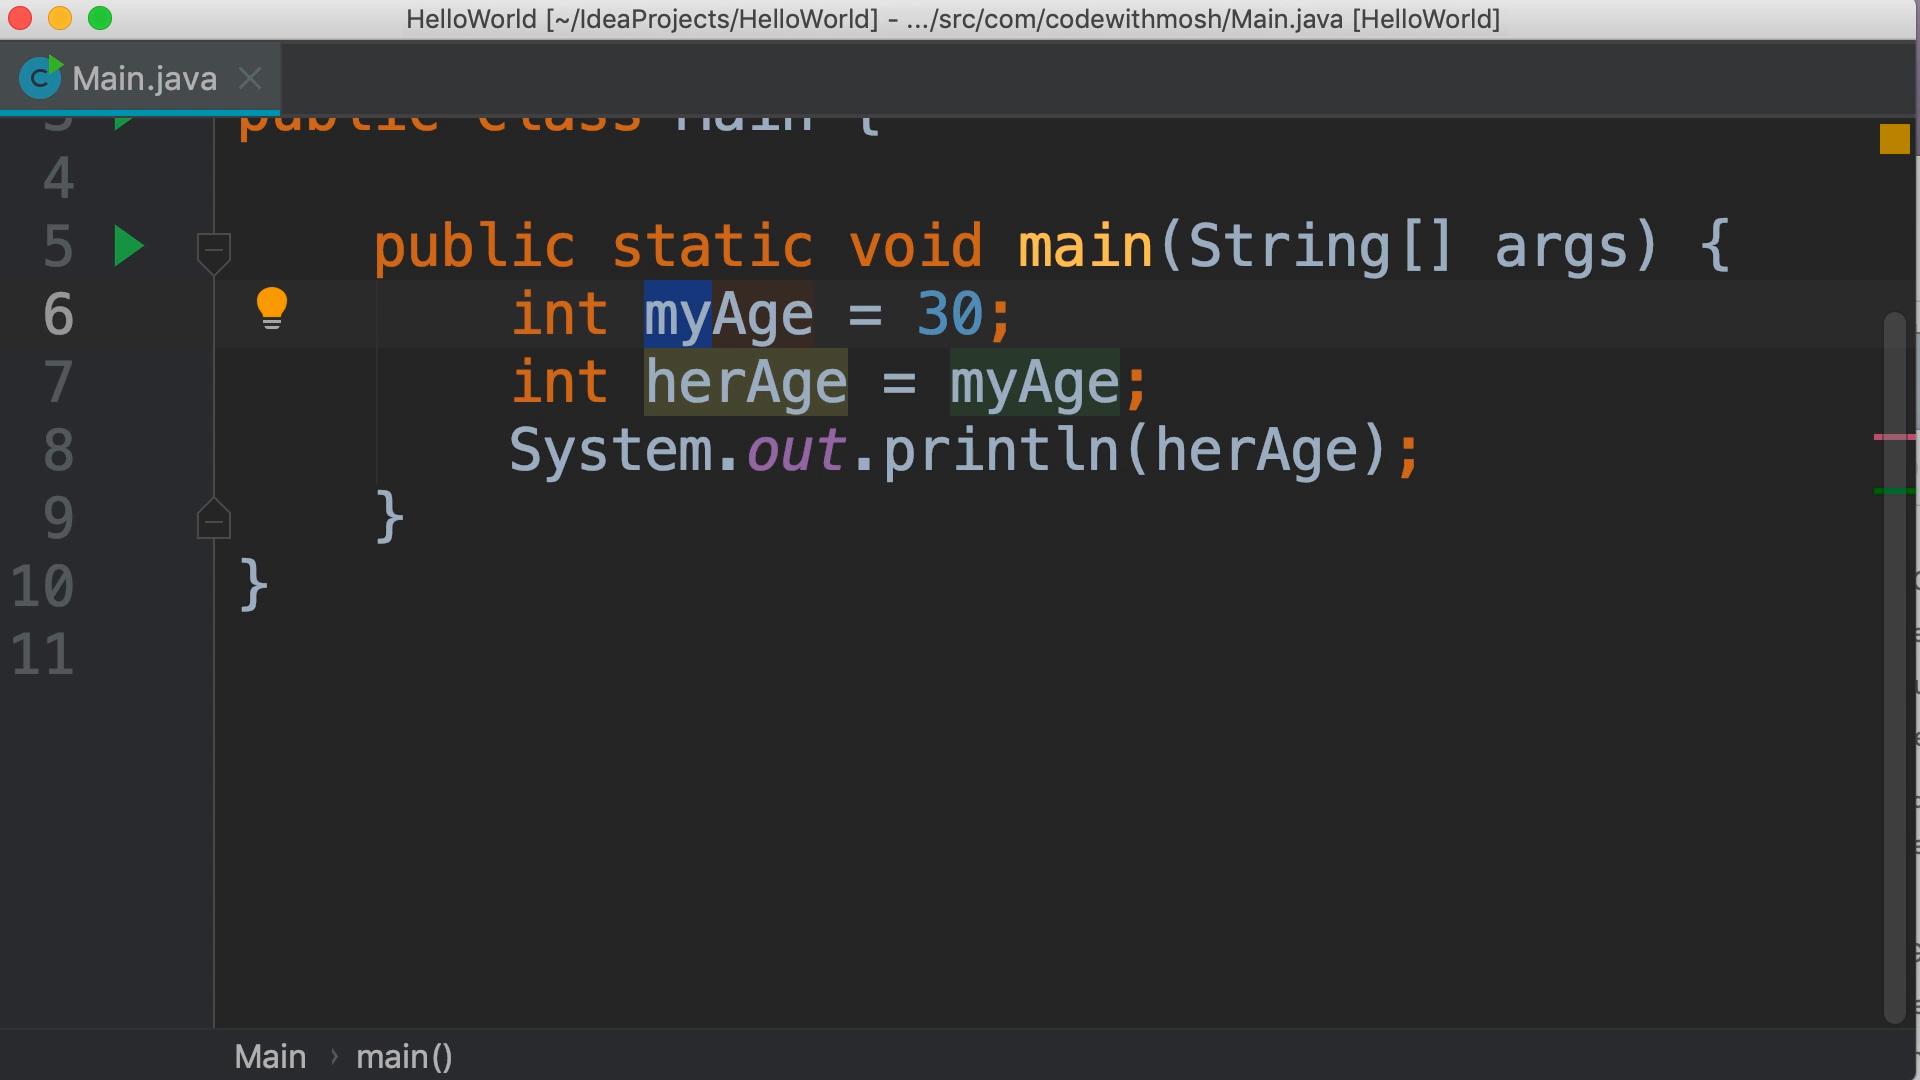 HelloWorld [~/IdeaProjects/HelloWorld] - .../src/com/codewithmosh/Main.java [HelloWorld]
Main.java
3 public class Main {
4
5 public static void main(String[] args) {
6 int myAge = 30;
7 int herAge = myAge;
8 System.out.println(herAge);
9 }
10 }
11
Main › main()